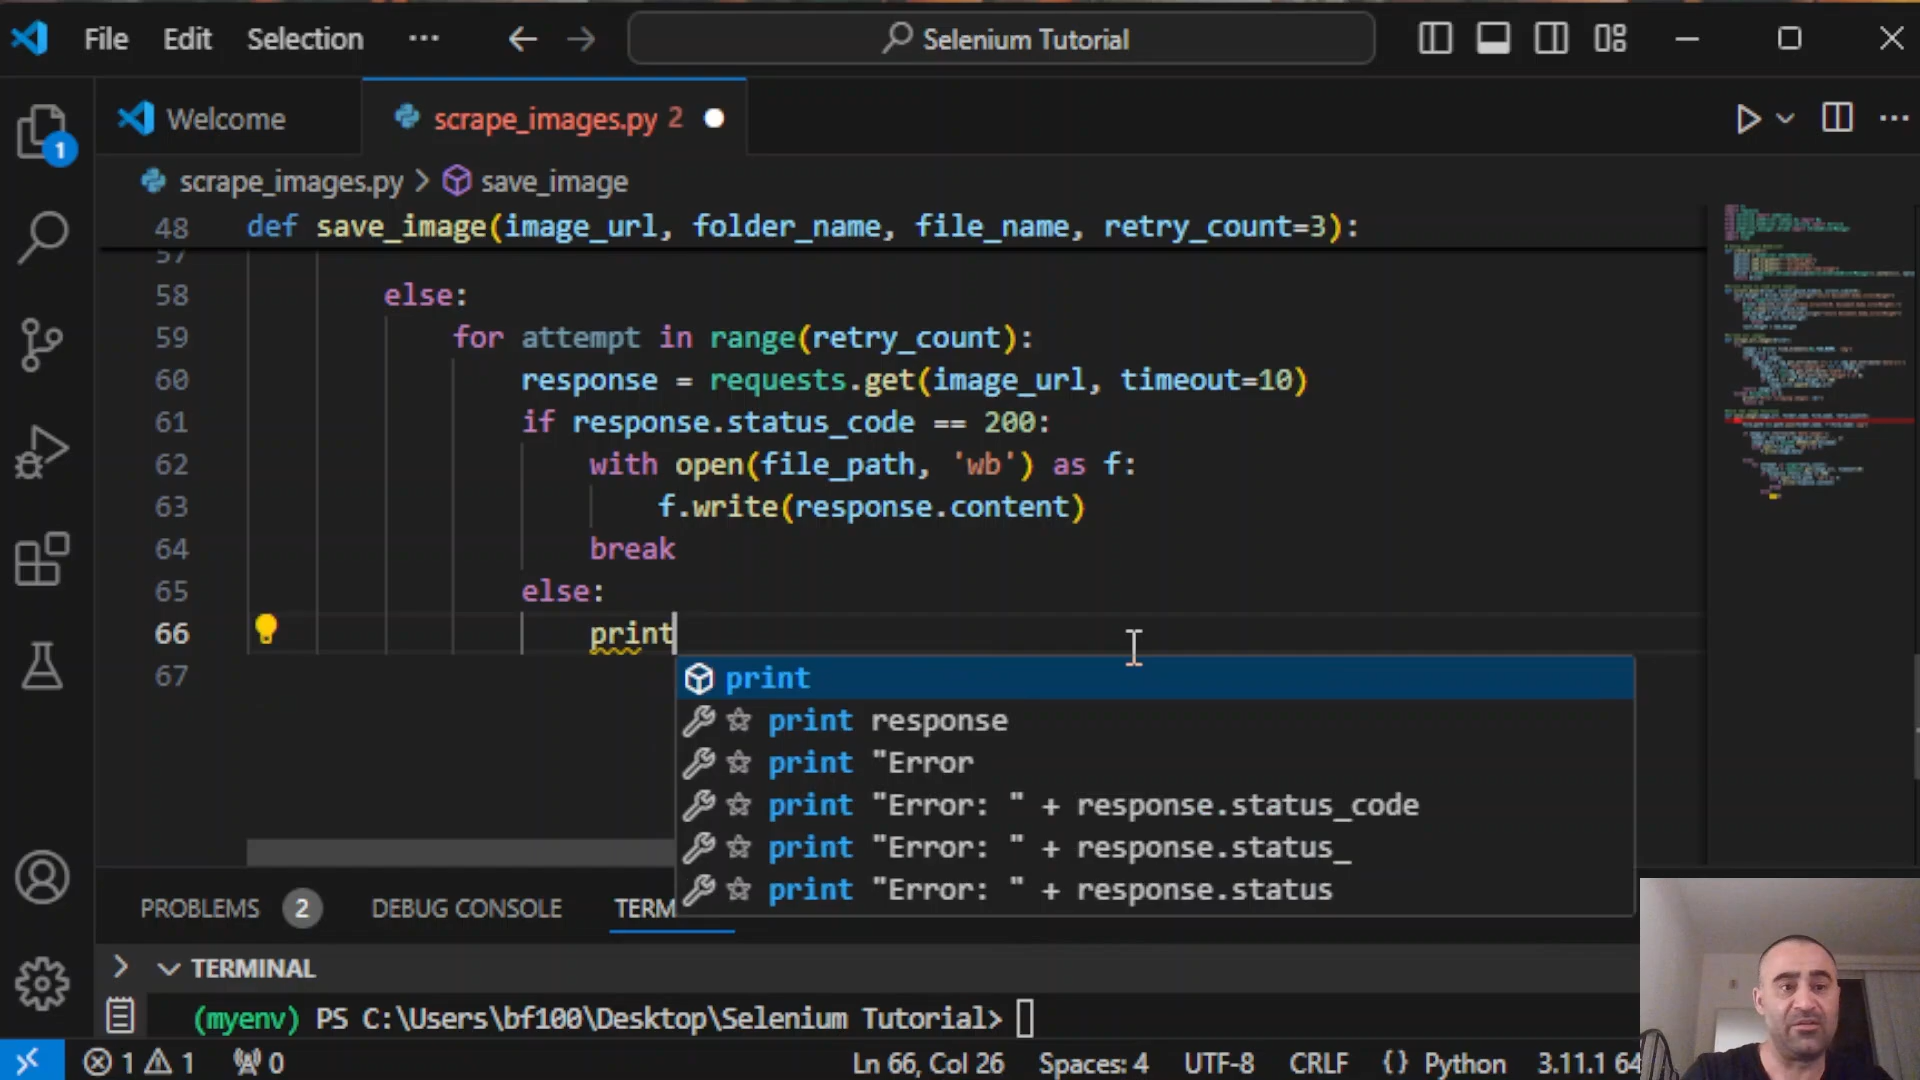 File Edit Selection ··· Selenium Tutorial
Welcome scrape_images.py 2
1
scrape_images.py > save_image
48 def save_image(image_url, folder_name, file_name, retry_count=3):
57
58 else:
59 for attempt in range(retry_count):
60 response = requests.get(image_url, timeout=10)
61 if response.status_code == 200:
62 with open(file_path, 'wb') as f:
63 f.write(response.content)
64 break
65 else:
66 print
67
print
print response
print "Error
print "Error: " + response.status_code
print "Error: " + response.status_
print "Error: " + response.status
PROBLEMS 2 DEBUG CONSOLE TERM
TERMINAL
(myenv) PS C:\Users\bf100\Desktop\Selenium Tutorial>
1 1 0 Ln 66, Col 26 Spaces: 4 UTF-8 CRLF {} Python 3.11.1 64